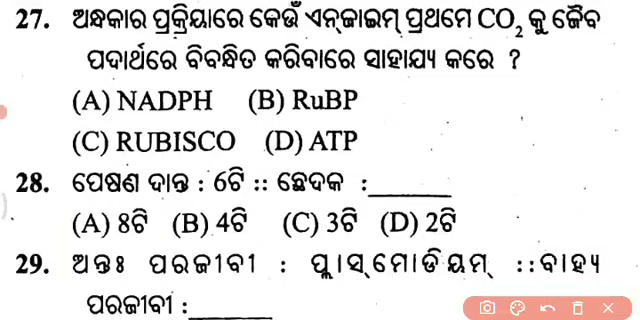 27. ଅନ୍ଧକାର ପ୍ରକ୍ରିୟାରେ କେଉଁ ଏନ୍‌ଜାଇମ୍ ପ୍ରଥମେ CO₂ କୁ ଜୈବ
ପଦାର୍ଥରେ ବିବନ୍ଧିତ କରିବାରେ ସାହାଯ୍ୟ କରେ ?
(A) NADPH (B) RuBP
(C) RUBISCO (D) ATP
28. ପେଷଣ ଦାନ୍ତ : 6ଟି :: ଛେଦକ :______
(A) 8ଟି (B) 4ଟି (C) 3ଟି (D) 2ଟି
29. ଅନ୍ତଃ ପରଜୀବୀ : ପ୍ଲାସ୍‌ମୋଡିୟମ୍ ::ବାହ୍ୟ
ପରଜୀବୀ :______